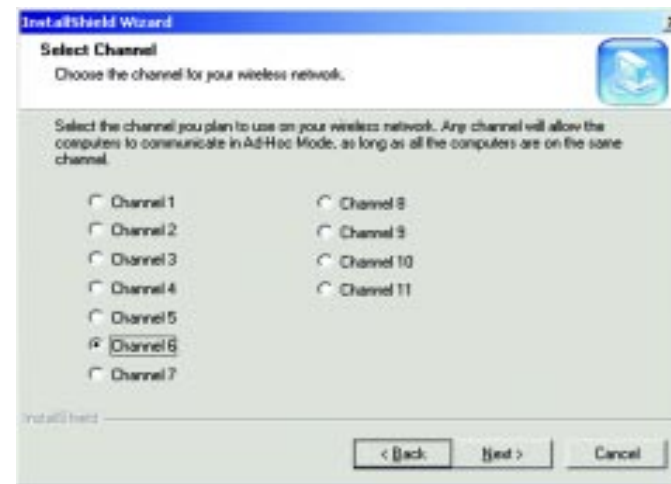 InstallShield Wizard
Select Channel
Choose the channel for your wireless network.
Select the channel you plan to use on your wireless network. Any channel will allow the
computers to communicate in Ad-Hoc Mode, as long as all the computers are on the same
channel.
Channel 1
Channel 2
Channel 3
Channel 4
Channel 5
Channel 6
Channel 7
Channel 8
Channel 9
Channel 10
Channel 11
InstallShield
< Back
Next >
Cancel